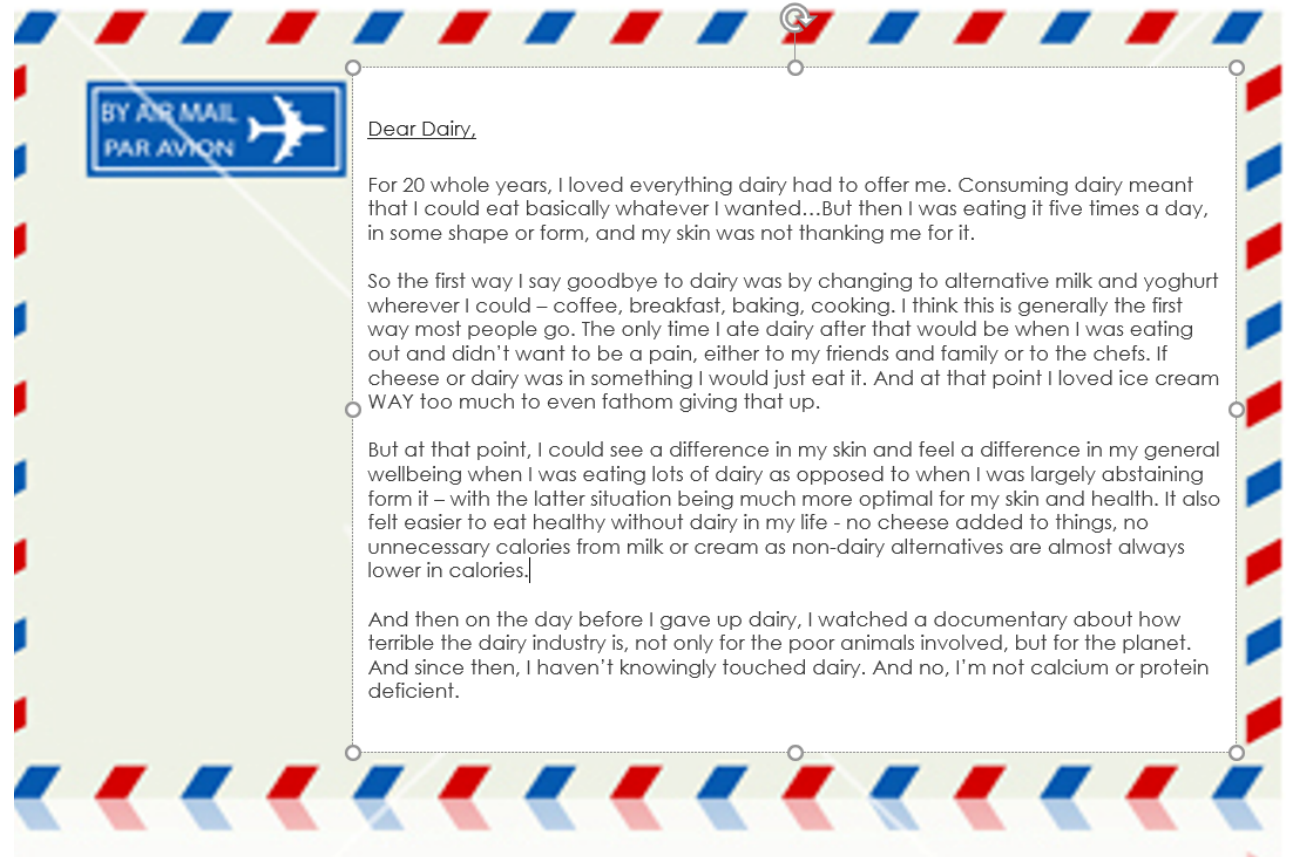 BY AIR MAIL
PAR AVION
Dear Dairy,
For 20 whole years, I loved everything dairy had to offer me. Consuming dairy meant
that I could eat basically whatever I wanted…But then I was eating it five times a day,
in some shape or form, and my skin was not thanking me for it.
So the first way I say goodbye to dairy was by changing to alternative milk and yoghurt
wherever I could – coffee, breakfast, baking, cooking. I think this is generally the first
way most people go. The only time I ate dairy after that would be when I was eating
out and didn’t want to be a pain, either to my friends and family or to the chefs. If
cheese or dairy was in something I would just eat it. And at that point I loved ice cream
WAY too much to even fathom giving that up.
But at that point, I could see a difference in my skin and feel a difference in my general
wellbeing when I was eating lots of dairy as opposed to when I was largely abstaining
form it – with the latter situation being much more optimal for my skin and health. It also
felt easier to eat healthy without dairy in my life - no cheese added to things, no
unnecessary calories from milk or cream as non-dairy alternatives are almost always
lower in calories.
And then on the day before I gave up dairy, I watched a documentary about how
terrible the dairy industry is, not only for the poor animals involved, but for the planet.
And since then, I haven’t knowingly touched dairy. And no, I’m not calcium or protein
deficient.